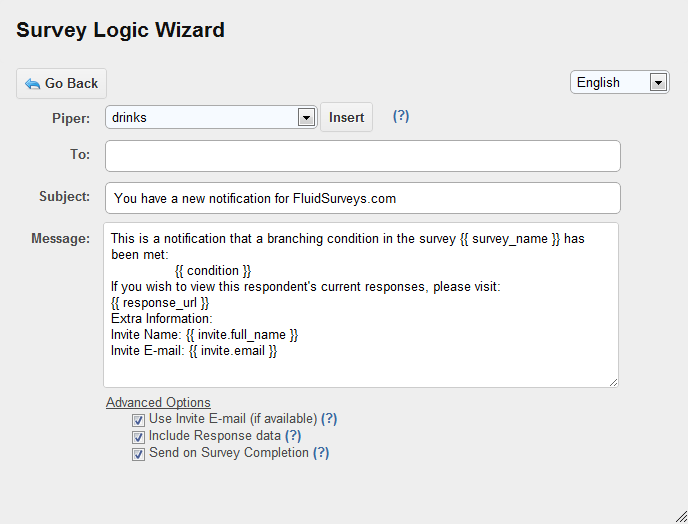 Survey Logic Wizard
Go Back
English
Piper: drinks Insert (?)
To:
Subject: You have a new notification for FluidSurveys.com
Message: This is a notification that a branching condition in the survey {{ survey_name }} has
been met:
{{ condition }}
If you wish to view this respondent's current responses, please visit:
{{ response_url }}
Extra Information:
Invite Name: {{ invite.full_name }}
Invite E-mail: {{ invite.email }}
Advanced Options
Use Invite E-mail (if available) (?)
Include Response data (?)
Send on Survey Completion (?)